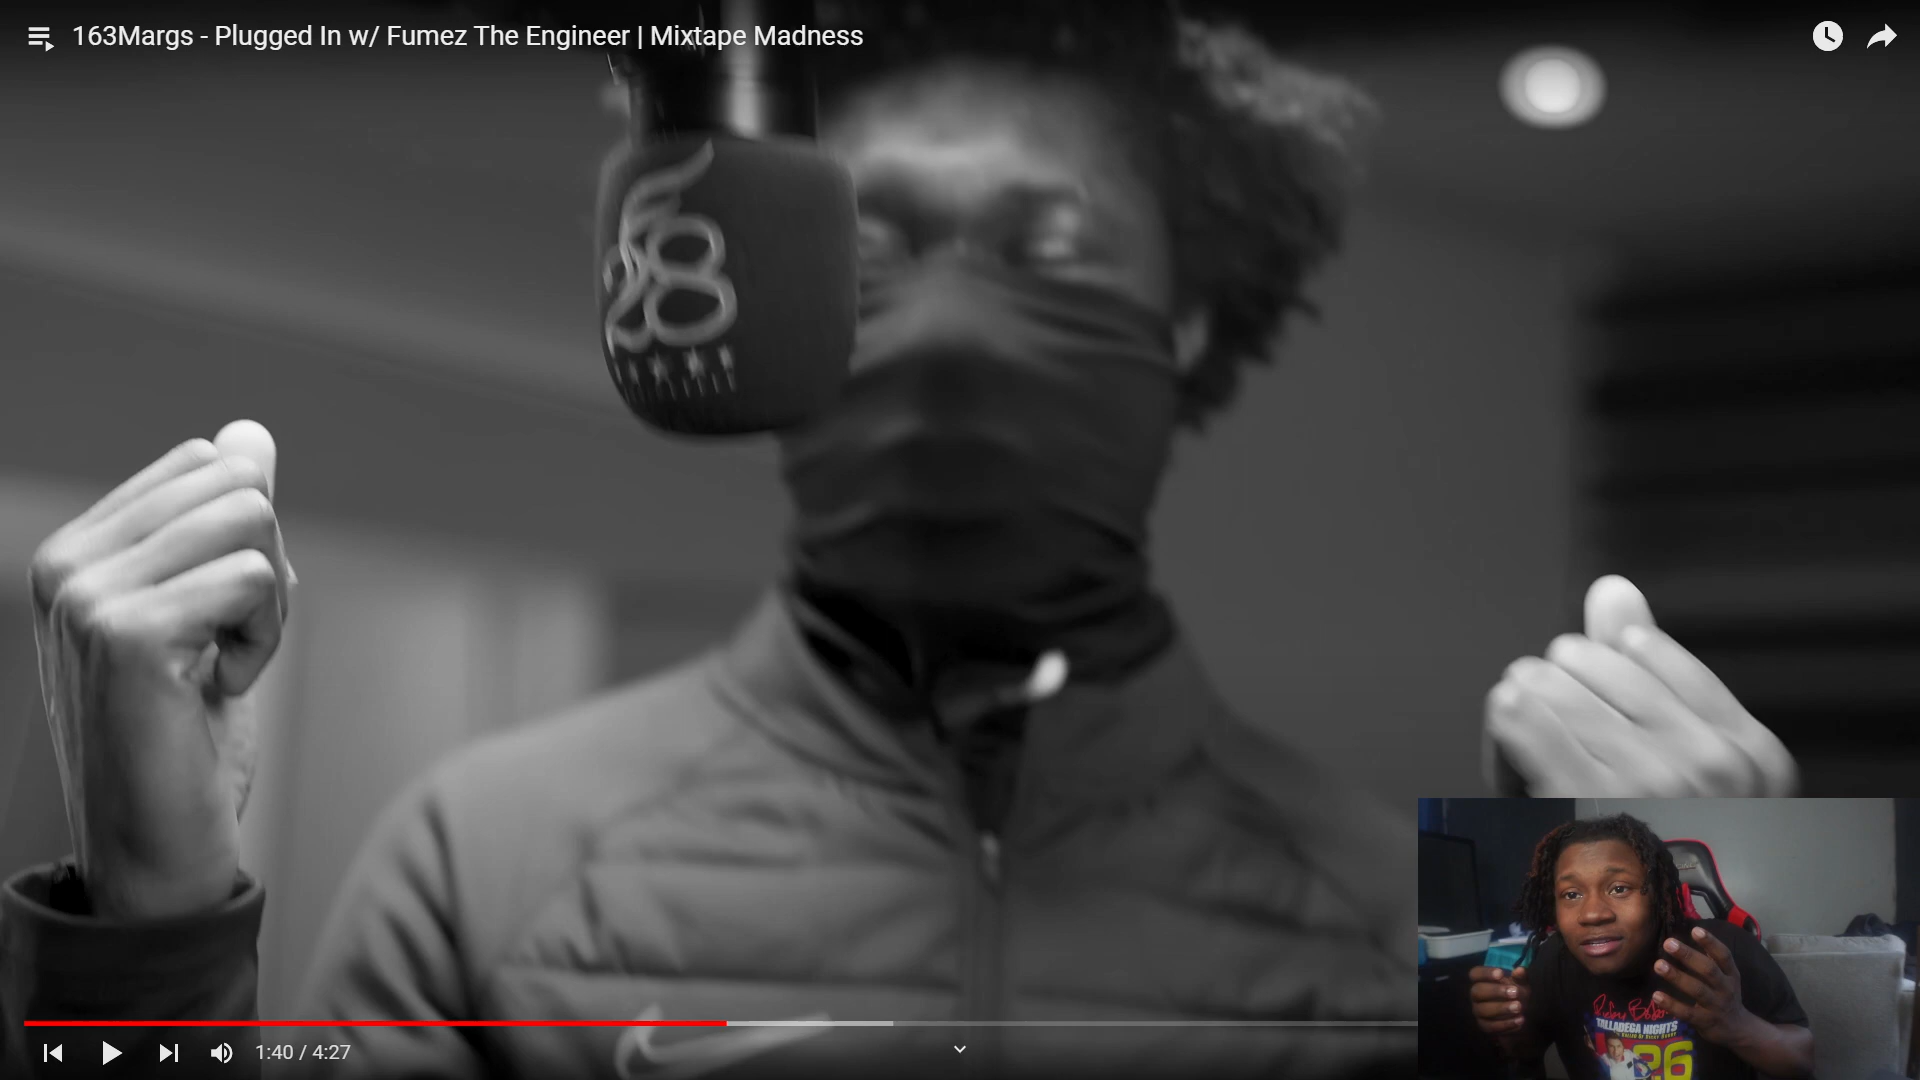 163Margs - Plugged In w/ Fumez The Engineer | Mixtape Madness
1:40 / 4:27
TALLADEGA NIGHTS
26